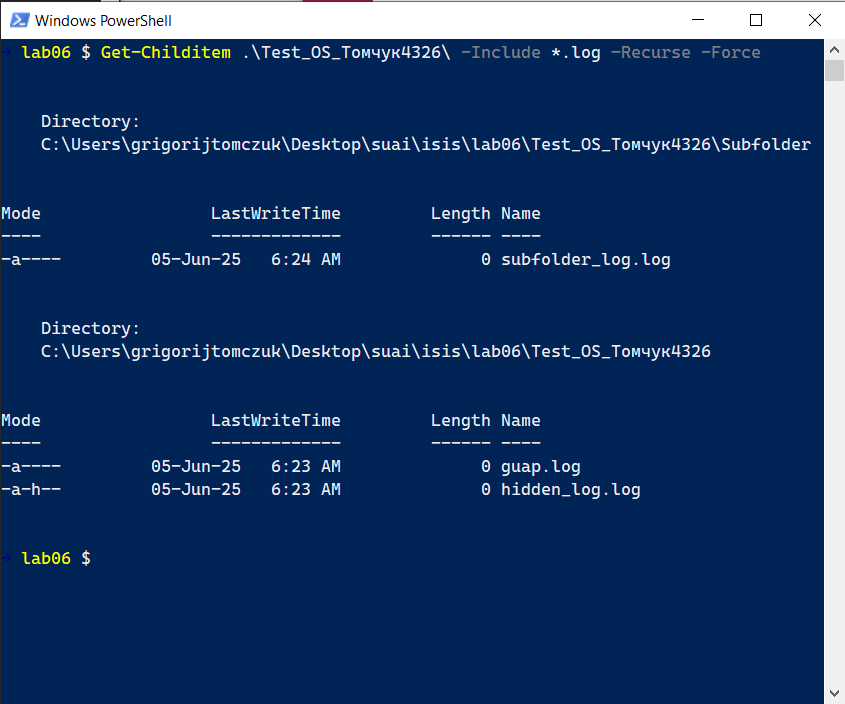 Windows PowerShell
→ lab06 $ Get-Childitem .\Test_OS_Томчук4326\ -Include *.log -Recurse -Force
Directory:
C:\Users\grigorijtomczuk\Desktop\suai\isis\lab06\Test_OS_Томчук4326\Subfolder
Mode LastWriteTime Length Name
---- ------------- ------ ----
-a---- 05-Jun-25 6:24 AM 0 subfolder_log.log
Directory:
C:\Users\grigorijtomczuk\Desktop\suai\isis\lab06\Test_OS_Томчук4326
Mode LastWriteTime Length Name
---- ------------- ------ ----
-a---- 05-Jun-25 6:23 AM 0 guap.log
-a-h-- 05-Jun-25 6:23 AM 0 hidden_log.log
→ lab06 $